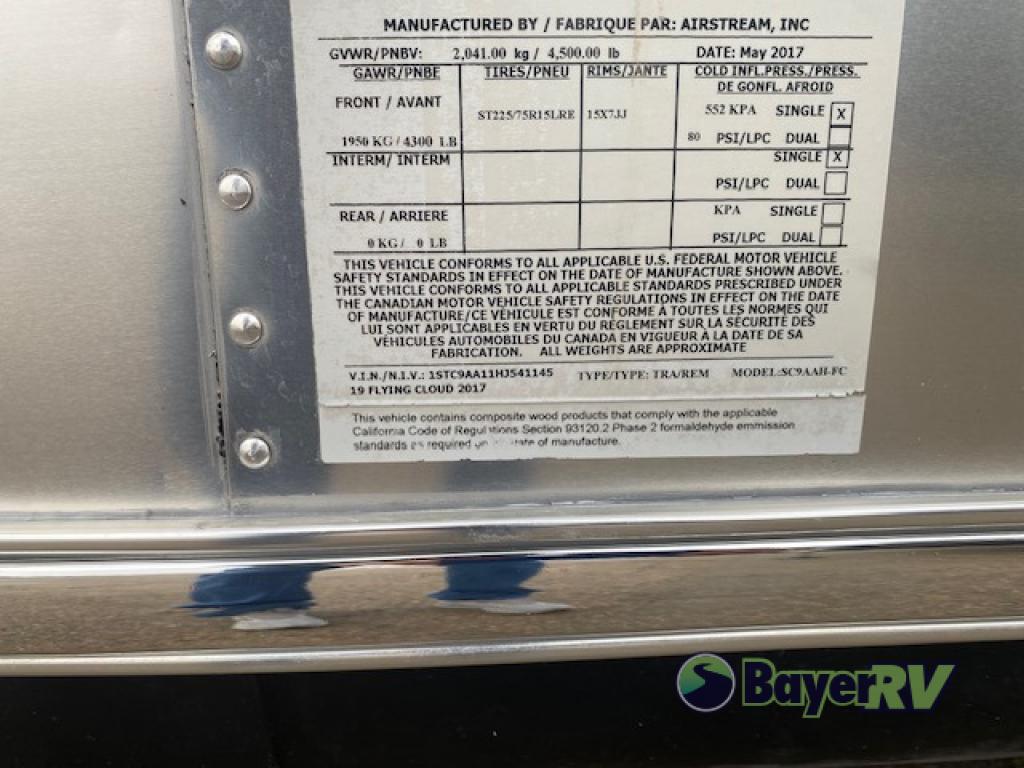 MANUFACTURED BY / FABRIQUE PAR: AIRSTREAM, INC
GVWR/PNBV: 2,041.00 kg / 4,500.00 lb DATE: May 2017
GAWR/PNBE TIRES/PNEU RIMS/JANTE COLD INFL.PRESS./PRESS.
DE GONFL. AFROID
FRONT / AVANT ST225/75R15LRE 15X7JJ 552 KPA SINGLE X
1950 KG / 4300 LB 80 PSI/LPC DUAL
INTERM/ INTERM SINGLE X
PSI/LPC DUAL
REAR / ARRIERE KPA SINGLE
0 KG / 0 LB PSI/LPC DUAL
THIS VEHICLE CONFORMS TO ALL APPLICABLE U.S. FEDERAL MOTOR VEHICLE
SAFETY STANDARDS IN EFFECT ON THE DATE OF MANUFACTURE SHOWN ABOVE.
THIS VEHICLE CONFORMS TO ALL APPLICABLE STANDARDS PRESCRIBED UNDER
THE CANADIAN MOTOR VEHICLE SAFETY REGULATIONS IN EFFECT ON THE DATE
OF MANUFACTURE/CE VÉHICULE EST CONFORME À TOUTES LES NORMES QUI
LUI SONT APPLICABLES EN VERTU DU RÈGLEMENT SUR LA SÉCURITÉ DES
VÉHICULES AUTOMOBILES DU CANADA EN VIGUEUR À LA DATE DE SA
FABRICATION. ALL WEIGHTS ARE APPROXIMATE
V.I.N./N.I.V.: 1STC9AA11HJ541145 TYPE/TYPE: TRA/REM MODEL:SC9AAH-FC
19 FLYING CLOUD 2017
This vehicle contains composite wood products that comply with the applicable
California Code of Regulations Section 93120.2 Phase 2 formaldehyde emmission
standards as required date of manufacture.
BayerRV